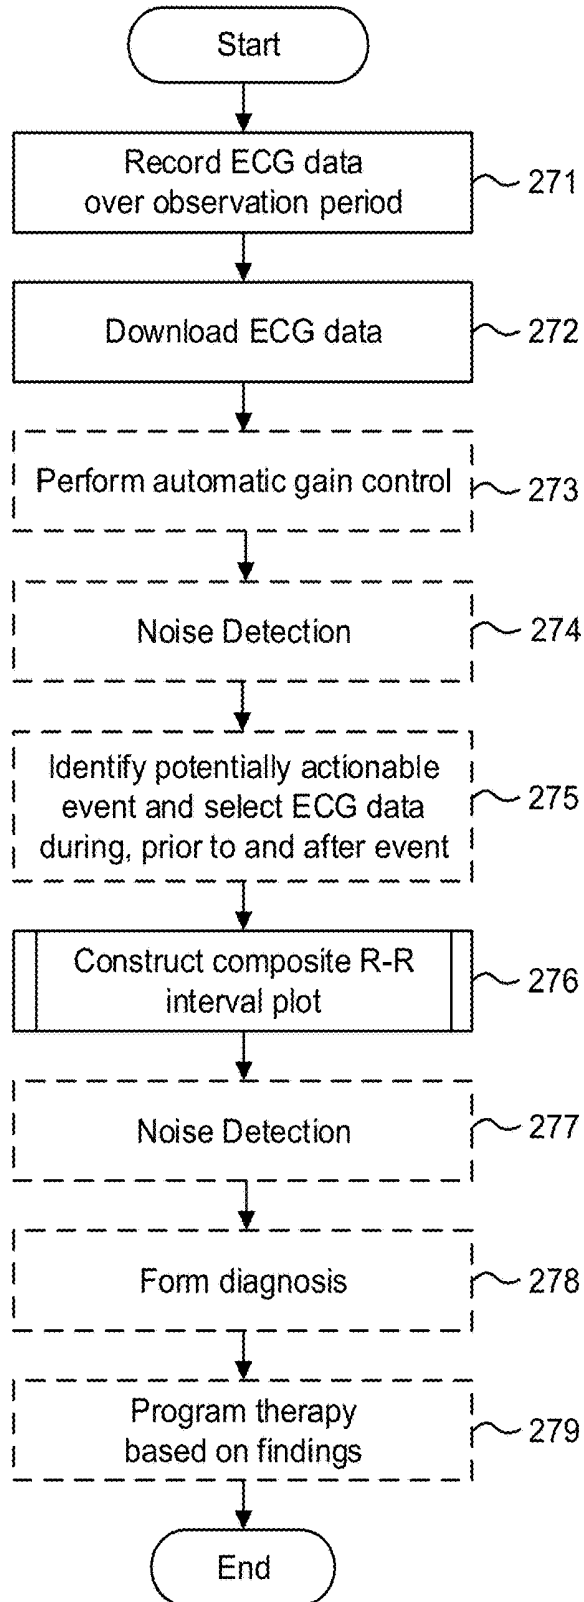 Start
Record ECG data
over observation period
271
Download ECG data
272
Perform automatic gain control
273
Noise Detection
274
Identify potentially actionable
event and select ECG data
during, prior to and after event
275
Construct composite R-R
interval plot
276
Noise Detection
277
Form diagnosis
278
Program therapy
based on findings
279
End